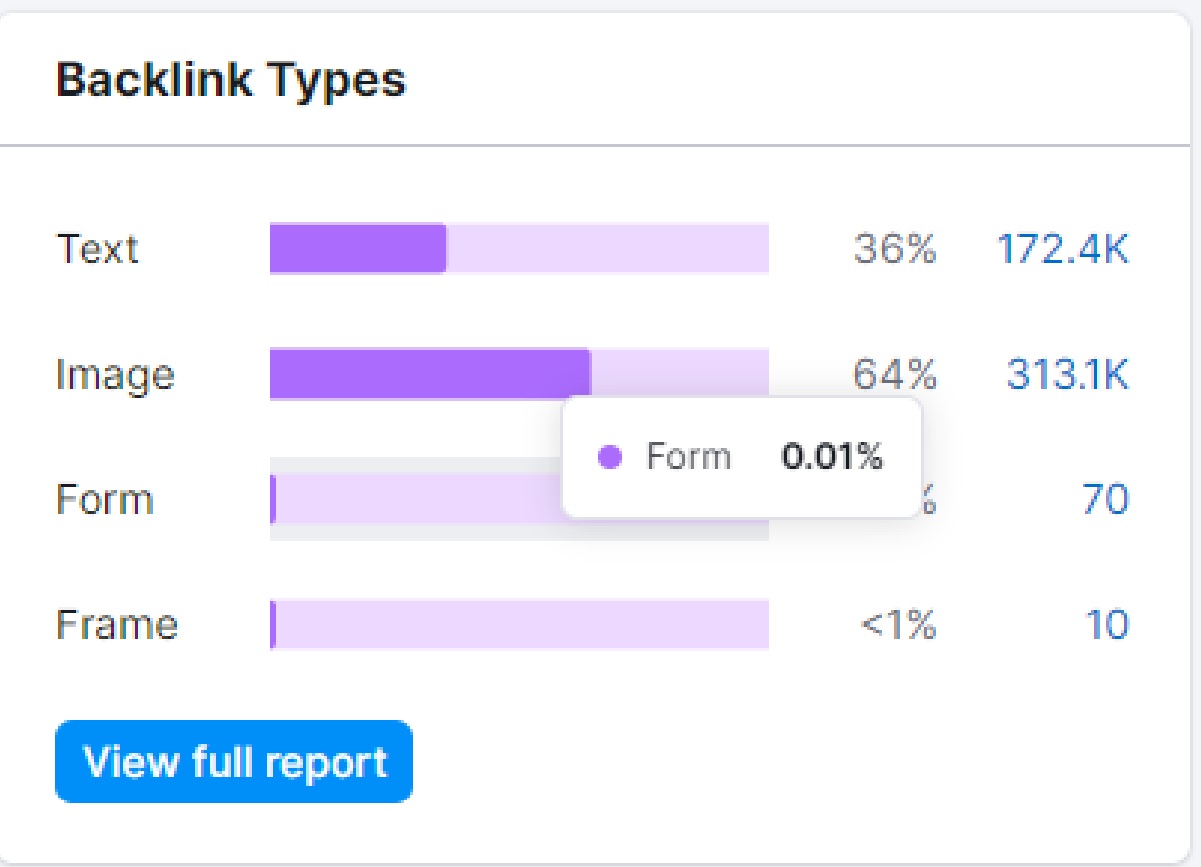 Backlink Types
Text 36% 172.4K
Image 64% 313.1K
Form 0.01%
Form % 70
Frame <1% 10
View full report